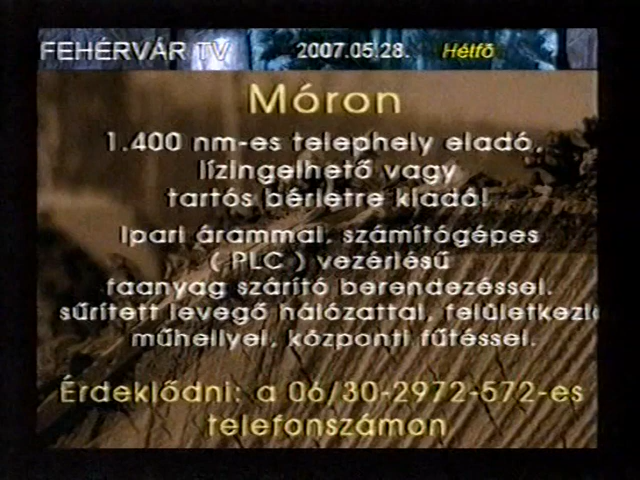 FEHÉRVÁR TV 2007.05.28. Hétfő
Móron
1.400 nm-es telephely eladó,
lízingelhető vagy
tartós bérletre kiadó!
Ipari árammal, számítógépes
( PLC ) vezérlésű
faanyag szárító berendezéssel.
sűrített levegő hálózattal, felületkezlő
műhellyel, központi fűtéssel.
Érdeklődni: a 06/30-2972-572-es
telefonszámon